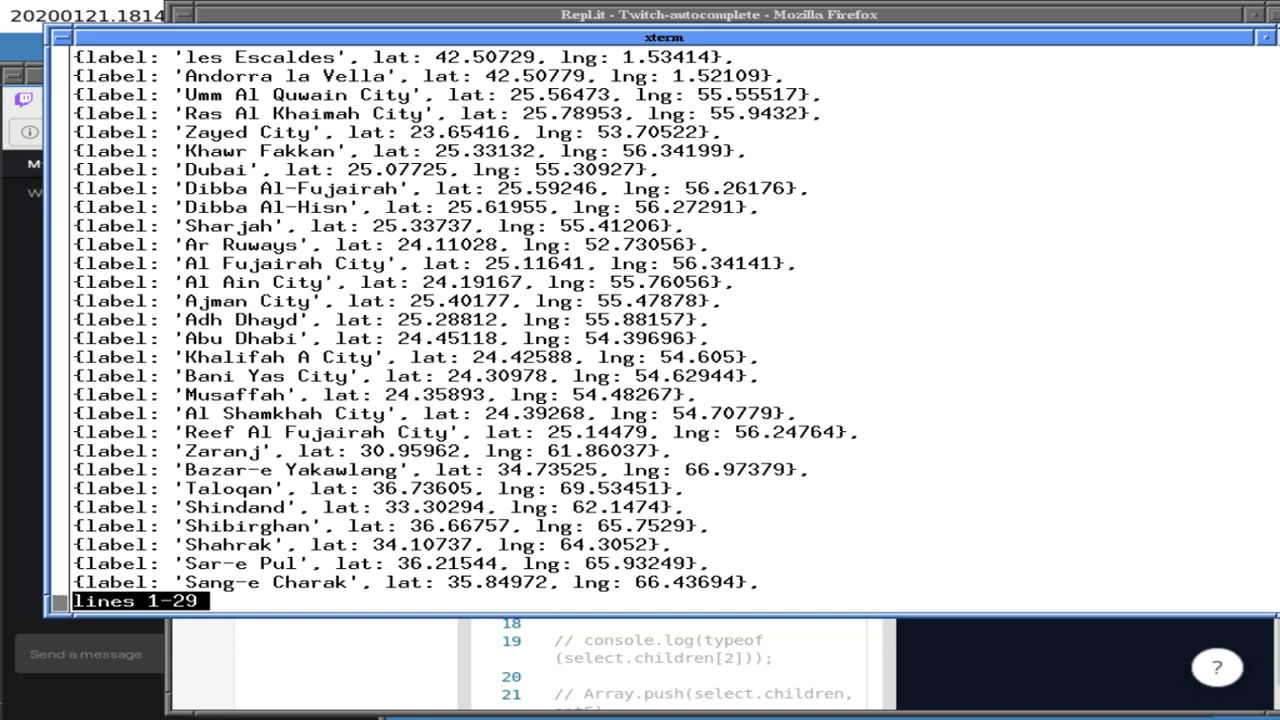 20200121.1814
Repl.it - Twitch-autocomplete - Mozilla Firefox
xterm
{label: 'les Escaldes', lat: 42.50729, lng: 1.53414},
{label: 'Andorra la Vella', lat: 42.50779, lng: 1.52109},
{label: 'Umm Al Quwain City', lat: 25.56473, lng: 55.55517},
{label: 'Ras Al Khaimah City', lat: 25.78953, lng: 55.9432},
{label: 'Zayed City', lat: 23.65416, lng: 53.70522},
{label: 'Khawr Fakkan', lat: 25.33132, lng: 56.34199},
{label: 'Dubai', lat: 25.07725, lng: 55.30927},
{label: 'Dibba Al-Fujairah', lat: 25.59246, lng: 56.26176},
{label: 'Dibba Al-Hisn', lat: 25.61955, lng: 56.27291},
{label: 'Sharjah', lat: 25.33737, lng: 55.41206},
{label: 'Ar Ruways', lat: 24.11028, lng: 52.73056},
{label: 'Al Fujairah City', lat: 25.11641, lng: 56.34141},
{label: 'Al Ain City', lat: 24.19167, lng: 55.76056},
{label: 'Ajman City', lat: 25.40177, lng: 55.47878},
{label: 'Adh Dhayd', lat: 25.28812, lng: 55.88157},
{label: 'Abu Dhabi', lat: 24.45118, lng: 54.39696},
{label: 'Khalifah A City', lat: 24.42588, lng: 54.605},
{label: 'Bani Yas City', lat: 24.30978, lng: 54.62944},
{label: 'Musaffah', lat: 24.35893, lng: 54.48267},
{label: 'Al Shamkhah City', lat: 24.39268, lng: 54.70779},
{label: 'Reef Al Fujairah City', lat: 25.14479, lng: 56.24764},
{label: 'Zaranj', lat: 30.95962, lng: 61.86037},
{label: 'Bazar-e Yakawlang', lat: 34.73525, lng: 66.97379},
{label: 'Taloqan', lat: 36.73605, lng: 69.53451},
{label: 'Shindand', lat: 33.30294, lng: 62.1474},
{label: 'Shibirghan', lat: 36.66757, lng: 65.7529},
{label: 'Shahrak', lat: 34.10737, lng: 64.3052},
{label: 'Sar-e Pul', lat: 36.21544, lng: 65.93249},
{label: 'Sang-e Charak', lat: 35.84972, lng: 66.43694},
lines 1-29
18
19 // console.log(typeof
(select.children[2]));
20
21 // Array.push(select.children,
Send a message
?